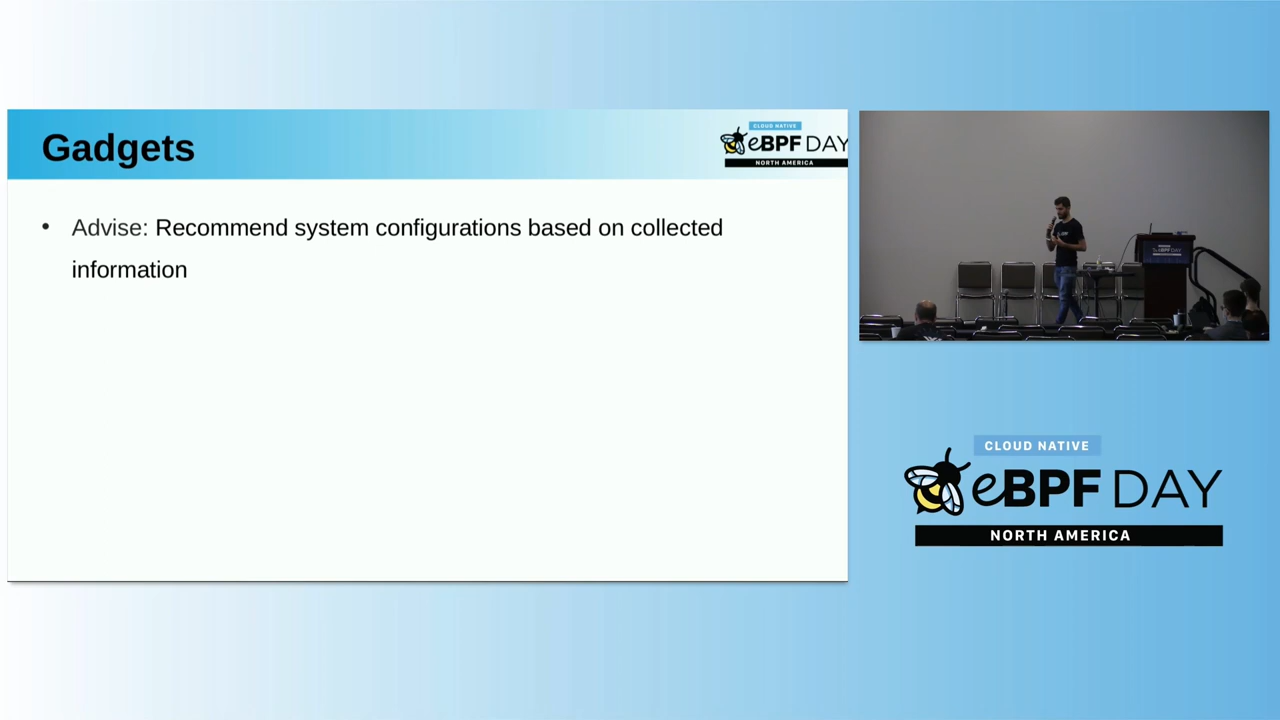 Gadgets
CLOUD NATIVE
eBPF DAY
NORTH AMERICA
• Advise: Recommend system configurations based on collected
information
CLOUD NATIVE
eBPF DAY
NORTH AMERICA